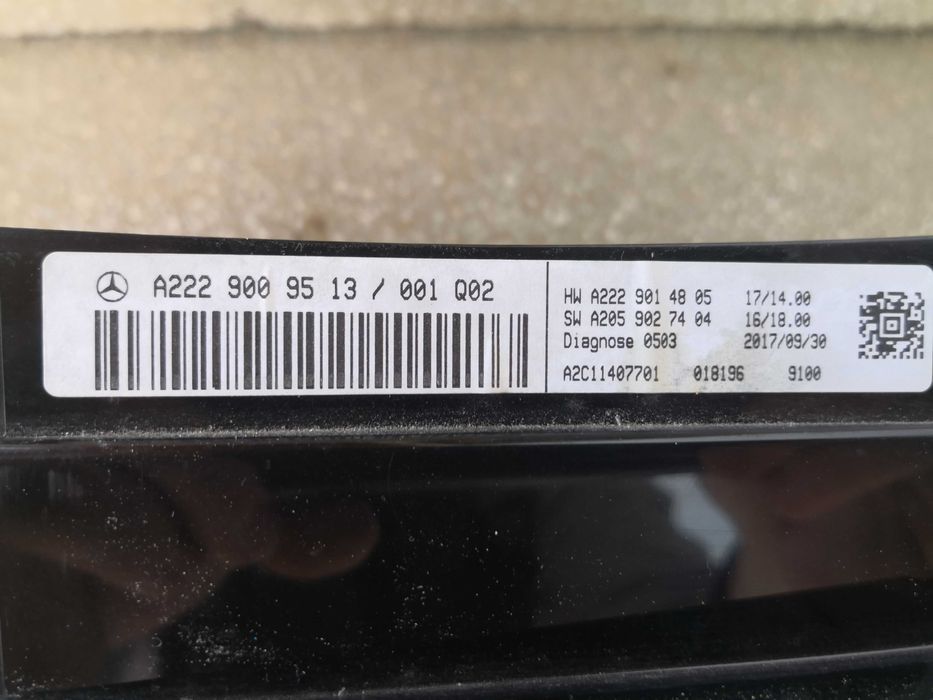 A222 900 95 13 / 001 Q02
HW A222 901 48 05 17/14.00
SW A205 902 74 04 16/18.00
Diagnose 0503 2017/09/30
A2C11407701 018196 9100